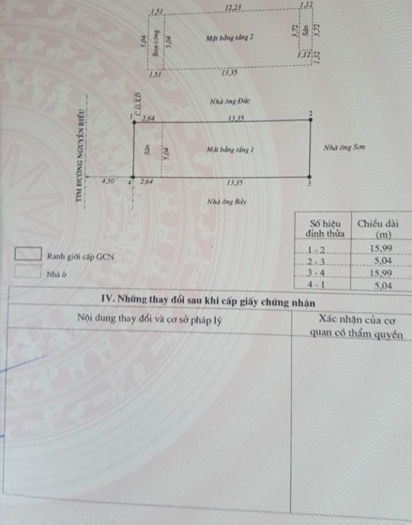 1,51
12,23
1,12
5,04
Ban công
5,04
Mặt bằng tầng 2
3,72
Sân
3,72
1,12
1,32
1,51
13,35
Nhà ông Đức
C.G.X.D
1
2,64
13,35
2
TIM ĐƯỜNG NGUYỄN BIỂU
Sân
5,04
Mặt bằng tầng 1
Nhà ông Sơn
4,50
4
2,64
13,35
3
Nhà ông Bảy
Số hiệu đỉnh thửa
Chiều dài (m)
1 - 2 15,99
2 - 3 5,04
3 - 4 15,99
4 - 1 5,04
Ranh giới cấp GCN
Nhà ở
IV. Những thay đổi sau khi cấp giấy chứng nhận
Nội dung thay đổi và cơ sở pháp lý
Xác nhận của cơ
quan có thẩm quyền